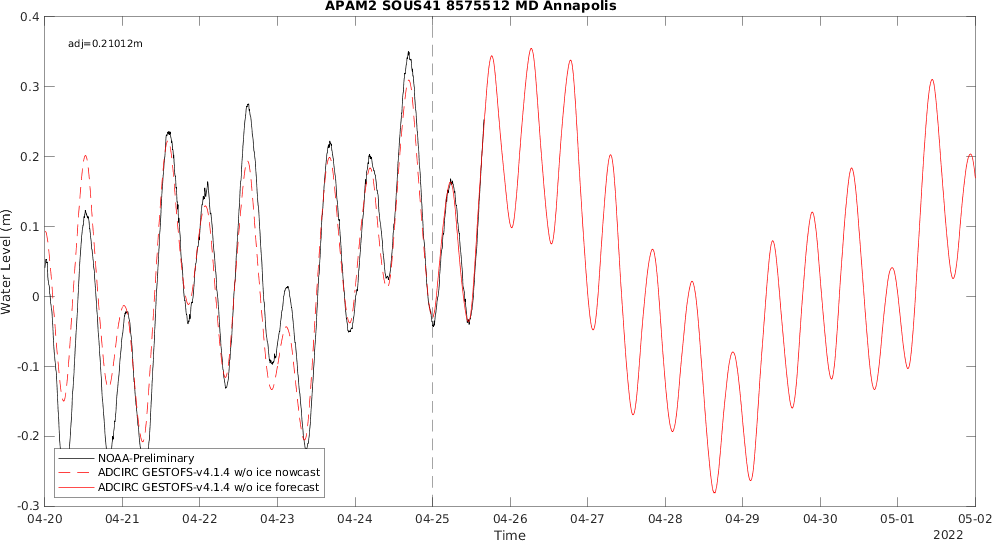 APAM2 SOUS41 8575512 MD Annapolis
adj=0.21012m
0.4
0.3
0.2
0.1
0
-0.1
-0.2
-0.3
Water Level (m)
NOAA-Preliminary
ADCIRC GESTOFS-v4.1.4 w/o ice nowcast
ADCIRC GESTOFS-v4.1.4 w/o ice forecast
04-20 04-21 04-22 04-23 04-24 04-25 04-26 04-27 04-28 04-29 04-30 05-01 05-02
Time
2022